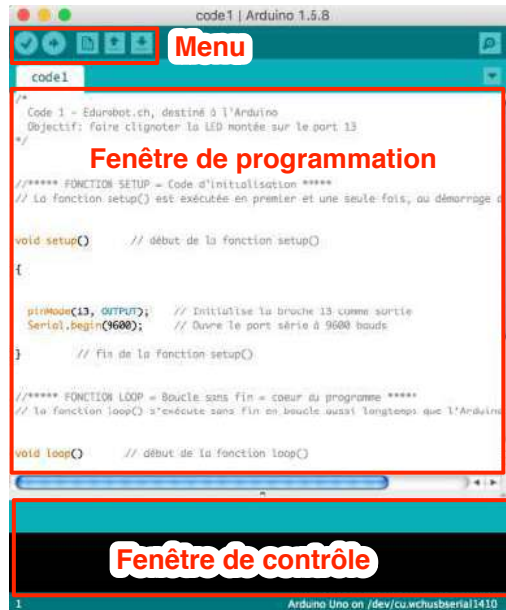 code1 | Arduino 1.5.8
Menu
code1
/*
Code 1 - Edurobot.ch, destiné à l'Arduino
Objectif: faire clignoter la LED montée sur le port 13
*/
Fenêtre de programmation
//***** FONCTION SETUP = Code d'initialisation *****
// La fonction setup() est exécutée en premier et une seule fois, au démarrage d
void setup() // début de la fonction setup()
{
pinMode(13, OUTPUT); // Initialise la broche 13 comme sortie
Serial.begin(9600); // Ouvre le port série à 9600 bauds
} // fin de la fonction setup()
//***** FONCTION LOOP = Boucle sans fin = coeur du programme *****
// la fonction loop() s'exécute sans fin en boucle aussi longtemps que l'Arduino
void loop() // début de la fonction loop()
Fenêtre de contrôle
1 Arduino Uno on /dev/cu.wchusbserial1410